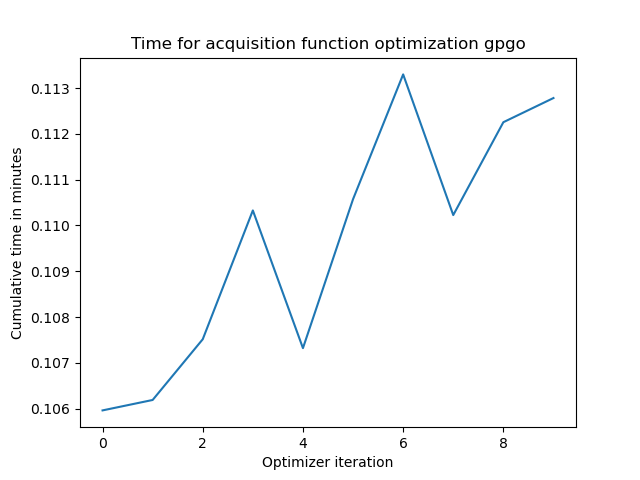 Time for acquisition function optimization gpgo
Cumulative time in minutes
0.113
0.112
0.111
0.110
0.109
0.108
0.107
0.106
0 2 4 6 8
Optimizer iteration